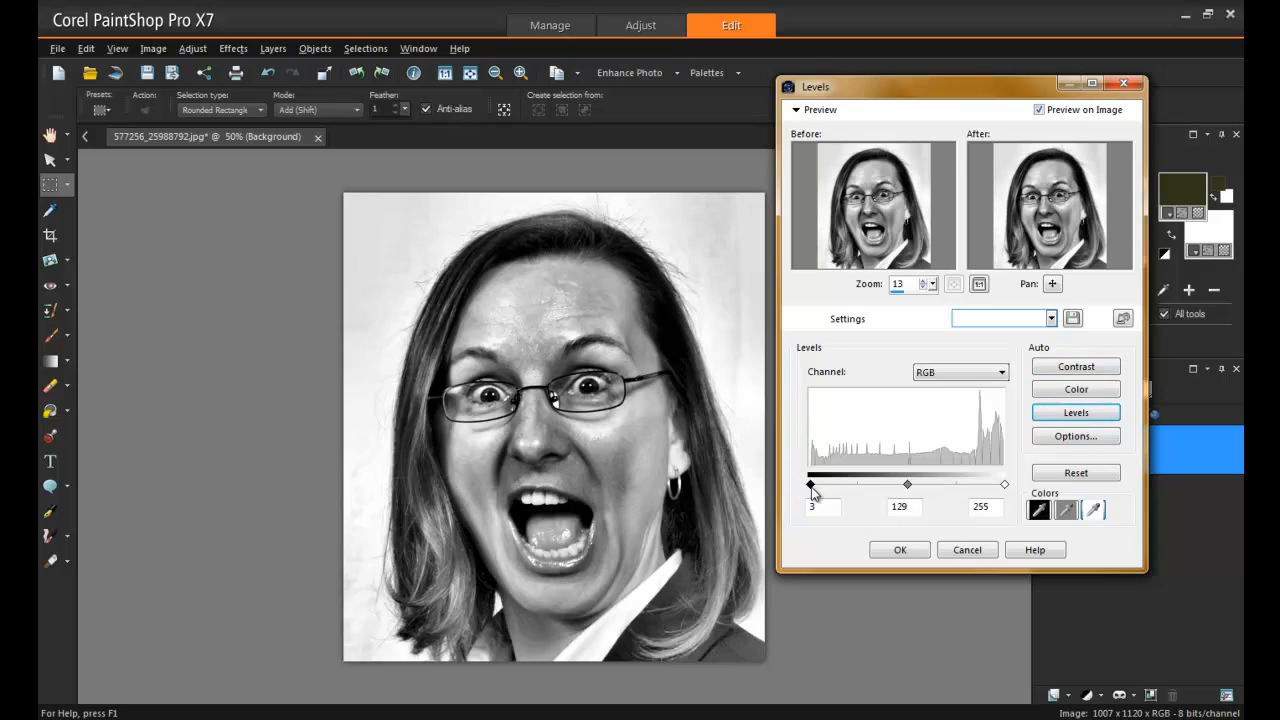 Corel PaintShop Pro X7
Manage Adjust Edit
File Edit View Image Adjust Effects Layers Objects Selections Window Help
Enhance Photo Palettes
Presets: Action: Selection type: Mode: Feather: Create selection from:
Rounded Rectangle Add (Shift) 1 Anti-alias
577256_25988792.jpg* @ 50% (Background)
Levels
Preview Preview on Image
Before: After:
Zoom: 13 1:1 Pan:
Settings
Levels Auto
Channel: RGB
Contrast
Color
Levels
Options...
Reset
Colors
3 129 255
OK Cancel Help
All tools
For Help, press F1 Image: 1007 x 1120 x RGB - 8 bits/channel